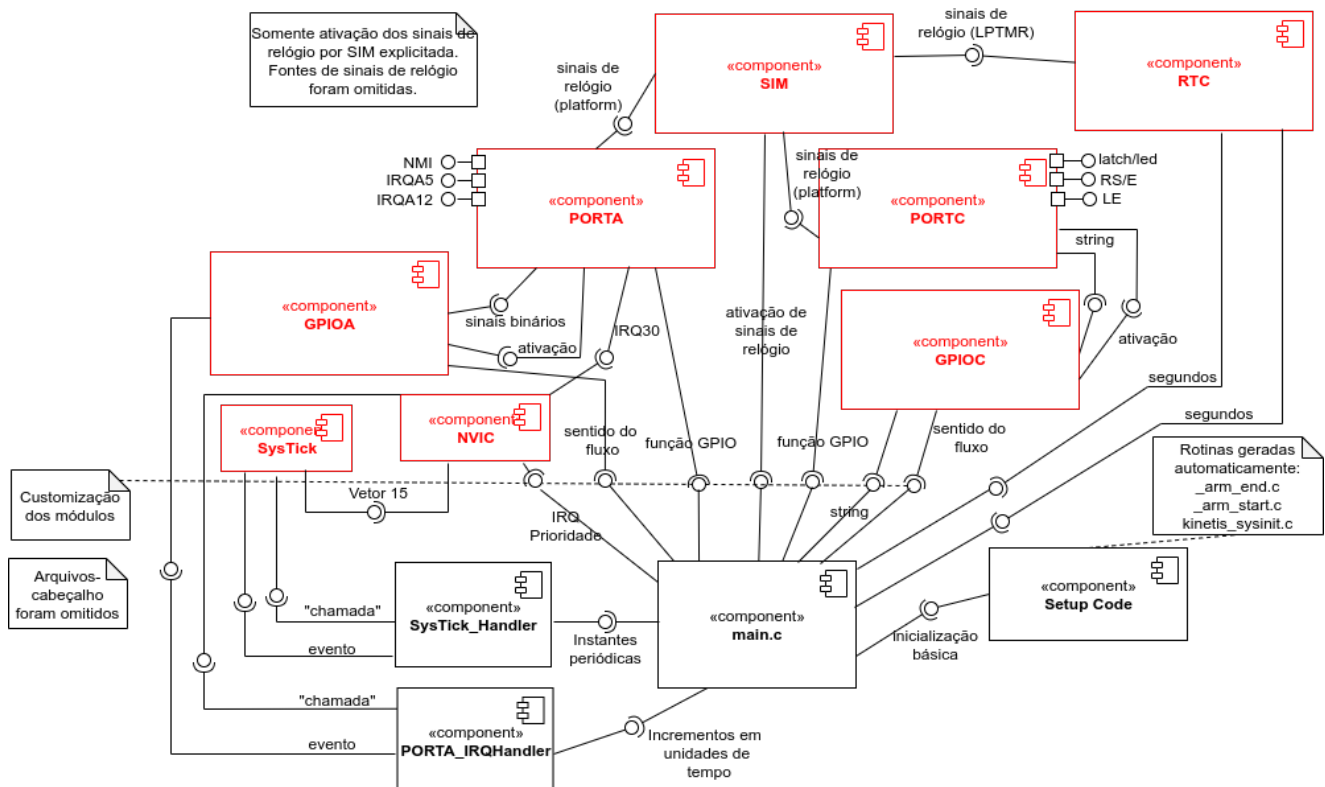 Somente ativação dos sinais de
relógio por SIM explicitada.
Fontes de sinais de relógio
foram omitidas.
sinais de
relógio
(platform)
«component»
SIM
sinais de
relógio (LPTMR)
«component»
RTC
NMI
IRQA5
IRQA12
«component»
PORTA
sinais de
relógio
(platform)
«component»
PORTC
latch/led
RS/E
LE
string
ativação
«component»
GPIOA
sinais binários
ativação
IRQ30
ativação de
sinais de
relógio
«component»
GPIOC
segundos
segundos
«component»
SysTick
«component»
NVIC
sentido do
fluxo
função GPIO
função GPIO
sentido do
fluxo
Rotinas geradas
automaticamente:
_arm_end.c
_arm_start.c
kinetis_sysinit.c
Customização
dos módulos
Vetor 15
IRQ
Prioridade
string
Arquivos-
cabeçalho
foram omitidos
"chamada"
evento
«component»
SysTick_Handler
Instantes
periódicas
«component»
main.c
Inicialização
básica
«component»
Setup Code
"chamada"
evento
«component»
PORTA_IRQHandler
Incrementos em
unidades de
tempo